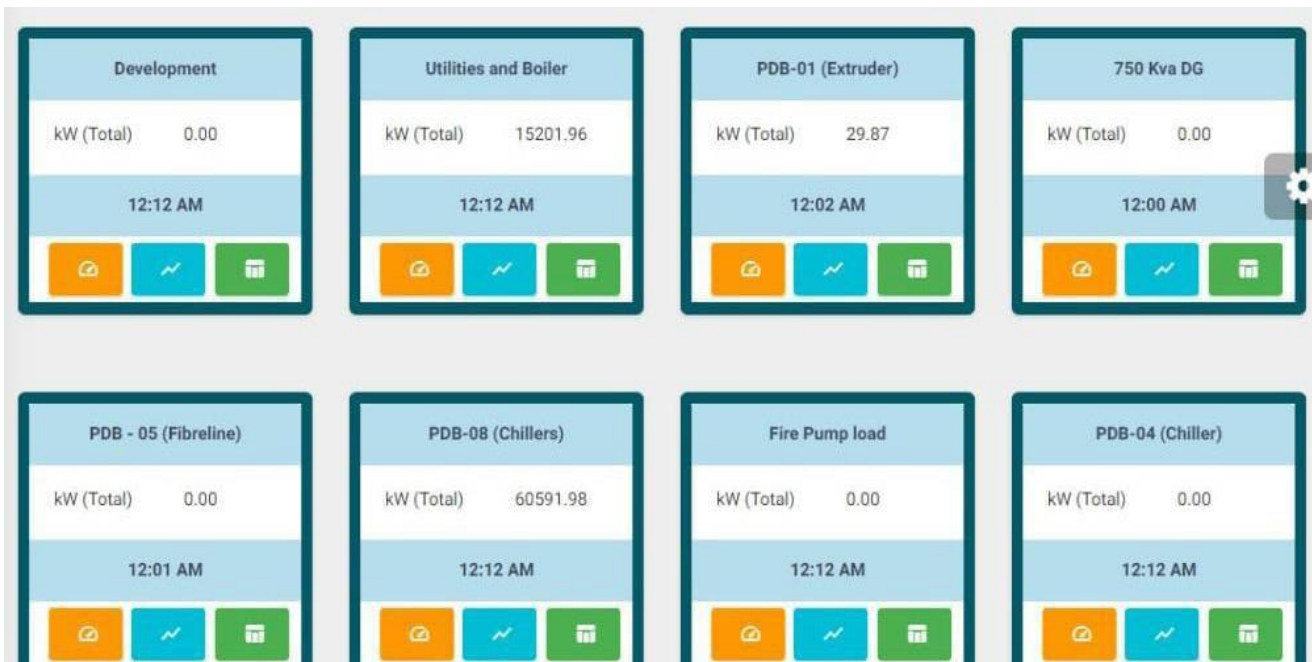 Development
kW (Total) 0.00
12:12 AM
Utilities and Boiler
kW (Total) 15201.96
12:12 AM
PDB-01 (Extruder)
kW (Total) 29.87
12:02 AM
750 Kva DG
kW (Total) 0.00
12:00 AM
PDB - 05 (Fibreline)
kW (Total) 0.00
12:01 AM
PDB-08 (Chillers)
kW (Total) 60591.98
12:12 AM
Fire Pump load
kW (Total) 0.00
12:12 AM
PDB-04 (Chiller)
kW (Total) 0.00
12:12 AM